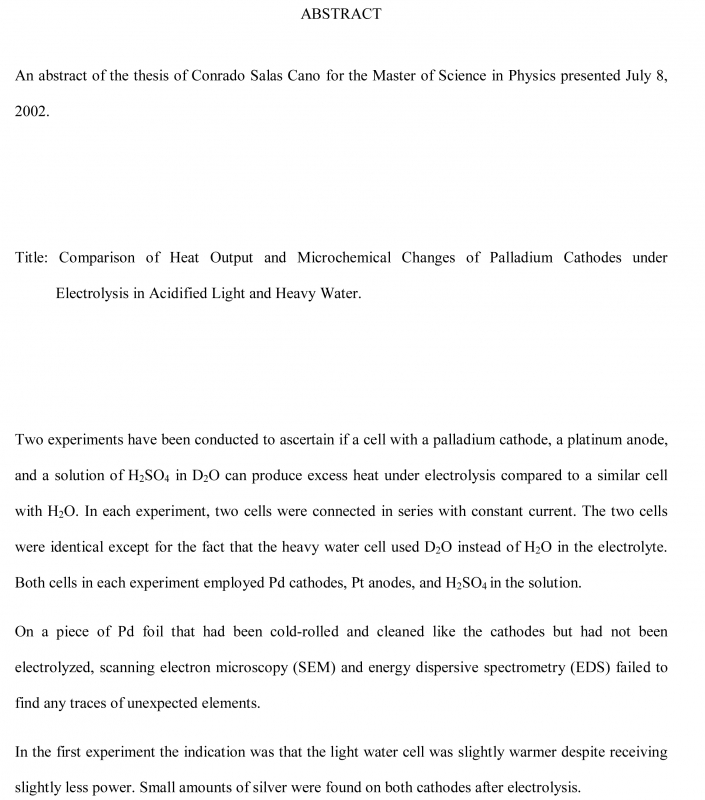 ABSTRACT
An abstract of the thesis of Conrado Salas Cano for the Master of Science in Physics presented July 8,
2002.
Title: Comparison of Heat Output and Microchemical Changes of Palladium Cathodes under
Electrolysis in Acidified Light and Heavy Water.
Two experiments have been conducted to ascertain if a cell with a palladium cathode, a platinum anode,
and a solution of H₂SO₄ in D₂O can produce excess heat under electrolysis compared to a similar cell
with H₂O. In each experiment, two cells were connected in series with constant current. The two cells
were identical except for the fact that the heavy water cell used D₂O instead of H₂O in the electrolyte.
Both cells in each experiment employed Pd cathodes, Pt anodes, and H₂SO₄ in the solution.
On a piece of Pd foil that had been cold-rolled and cleaned like the cathodes but had not been
electrolyzed, scanning electron microscopy (SEM) and energy dispersive spectrometry (EDS) failed to
find any traces of unexpected elements.
In the first experiment the indication was that the light water cell was slightly warmer despite receiving
slightly less power. Small amounts of silver were found on both cathodes after electrolysis.